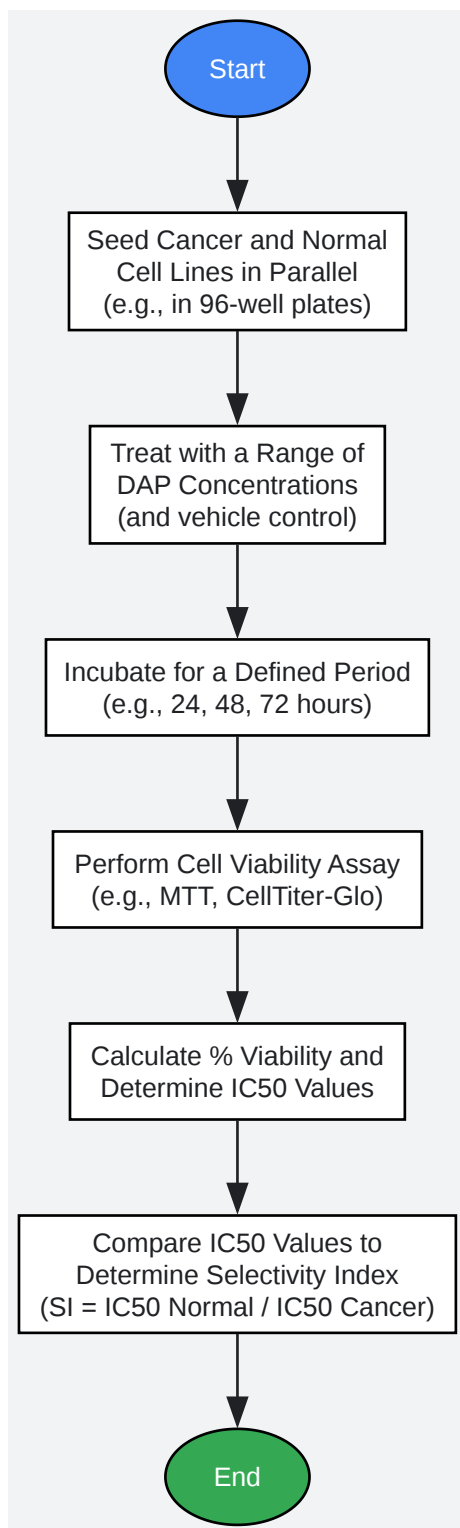 Start
Seed Cancer and Normal
Cell Lines in Parallel
(e.g., in 96-well plates)
Treat with a Range of
DAP Concentrations
(and vehicle control)
Incubate for a Defined Period
(e.g., 24, 48, 72 hours)
Perform Cell Viability Assay
(e.g., MTT, CellTiter-Glo)
Calculate % Viability and
Determine IC50 Values
Compare IC50 Values to
Determine Selectivity Index
(SI = IC50 Normal / IC50 Cancer)
End